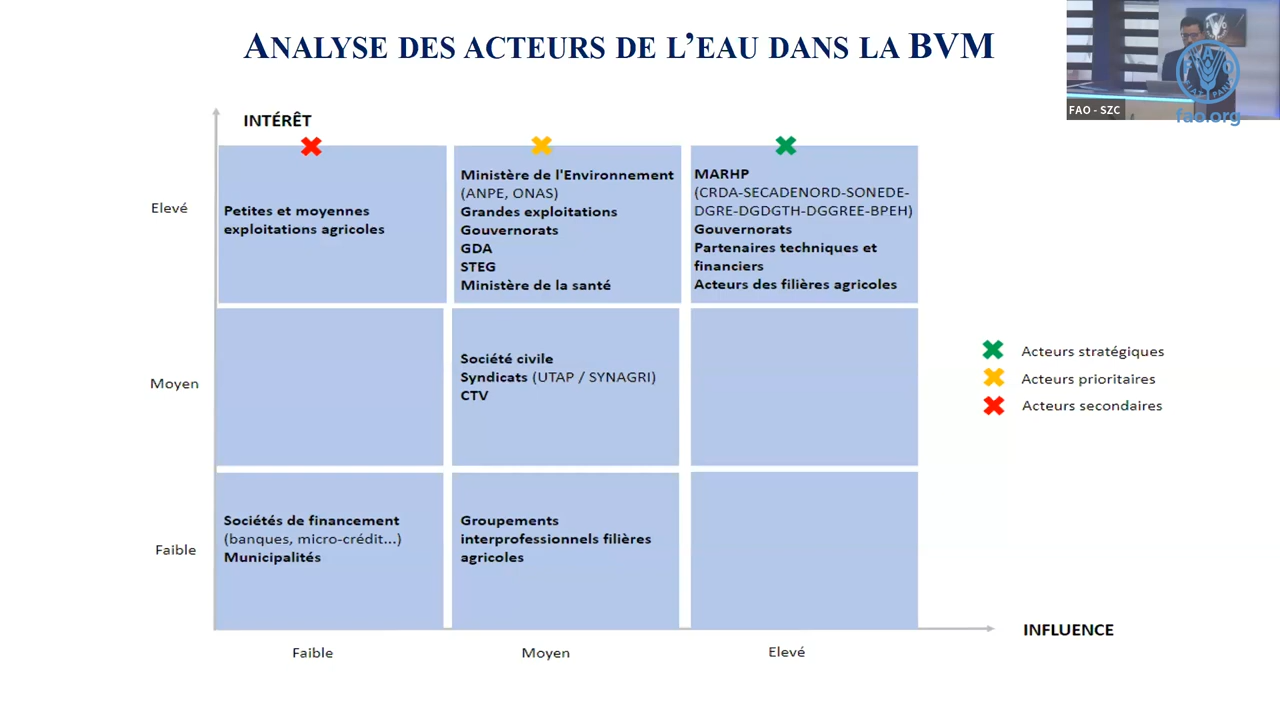 ANALYSE DES ACTEURS DE L'EAU DANS LA BVM
FAO - SZC
fao.org
INTÉRÊT
Elevé
Petites et moyennes
exploitations agricoles
Ministère de l'Environnement
(ANPE, ONAS)
Grandes exploitations
Gouvernorats
GDA
STEG
Ministère de la santé
MARHP
(CRDA-SECADENORD-SONEDE-
DGRE-DGDGTH-DGGREE-BPEH)
Gouvernorats
Partenaires techniques et
financiers
Acteurs des filières agricoles
Moyen
Société civile
Syndicats (UTAP / SYNAGRI)
CTV
Acteurs stratégiques
Acteurs prioritaires
Acteurs secondaires
Faible
Sociétés de financement
(banques, micro-crédit...)
Municipalités
Groupements
interprofessionnels filières
agricoles
INFLUENCE
Faible
Moyen
Elevé